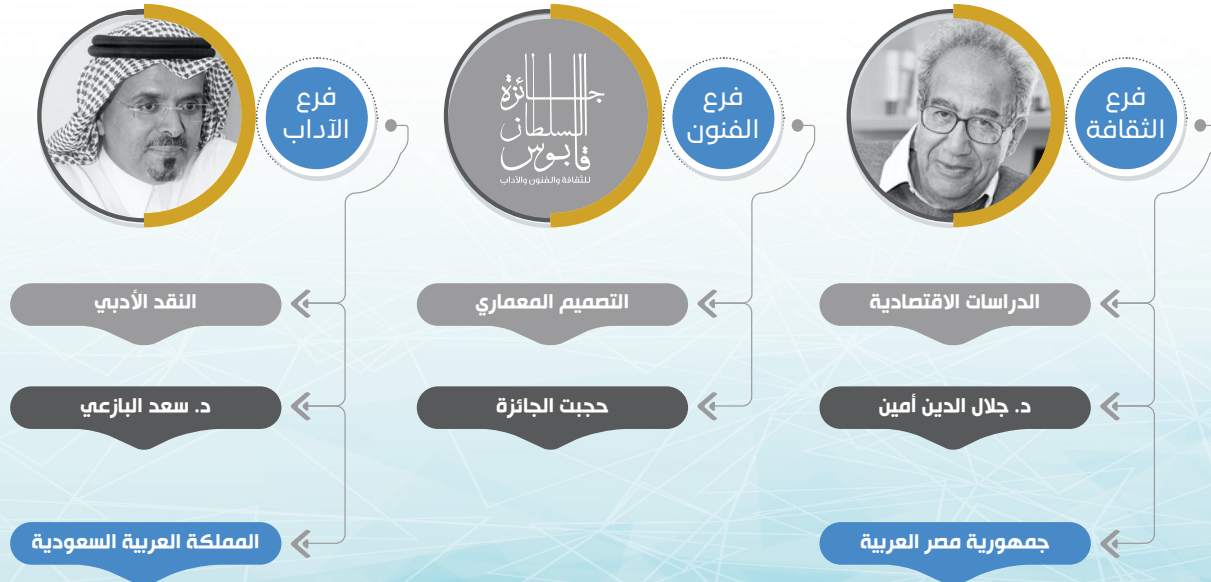 فرع
الثقافة
الدراسات الاقتصادية
د. جلال الدين أمين
جمهورية مصر العربية
فرع
الفنون
جائزة
السلطان
قابوس
للثقافة والفنون والآداب
التصميم المعماري
حجبت الجائزة
فرع
الآداب
النقد الأدبي
د. سعد البازعي
المملكة العربية السعودية